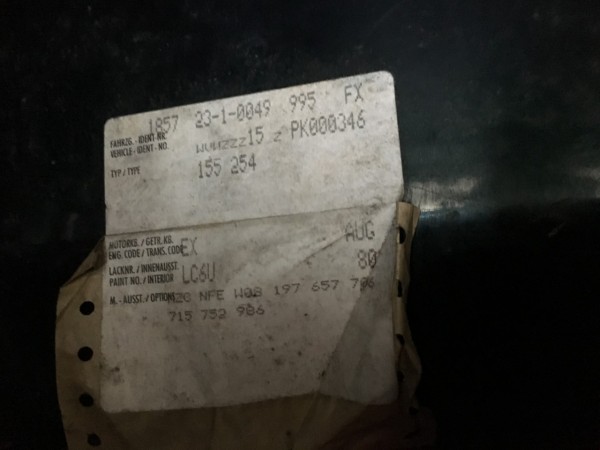 1857 23-1-0049 995 FX
FAHRZG. - IDENT-NR.
VEHICLE - IDENT - NO. WVWZZZ15 Z PK000346
TYP / TYPE 155 254
MOTORKB. / GETR.KB.
ENG. CODE / TRANS. CODE EX AUG
LACKNR. / INNENAUSST.
PAINT NO. / INTERIOR LC6U 80
M. - AUSST. / OPTIONS NFE W08 197 657
715 752 986